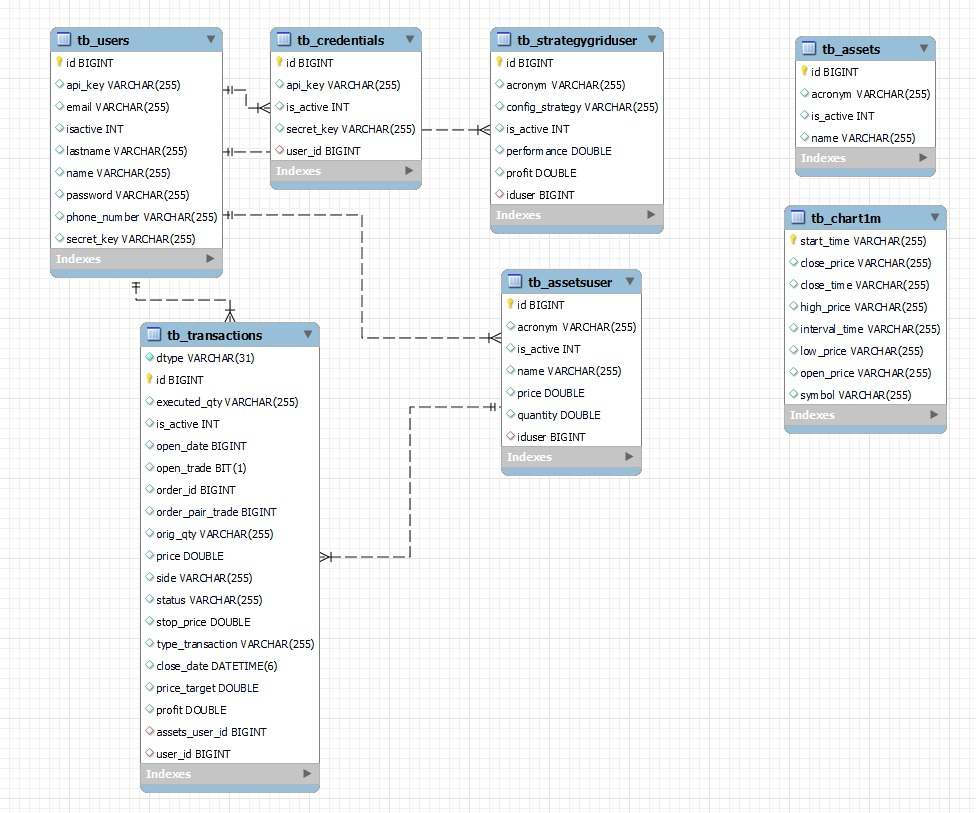 tb_users
id BIGINT
api_key VARCHAR(255)
email VARCHAR(255)
isactive INT
lastname VARCHAR(255)
name VARCHAR(255)
password VARCHAR(255)
phone_number VARCHAR(255)
secret_key VARCHAR(255)
Indexes
tb_credentials
id BIGINT
api_key VARCHAR(255)
is_active INT
secret_key VARCHAR(255)
user_id BIGINT
Indexes
tb_strategygriduser
id BIGINT
acronym VARCHAR(255)
config_strategy VARCHAR(255)
is_active INT
performance DOUBLE
profit DOUBLE
iduser BIGINT
Indexes
tb_assets
id BIGINT
acronym VARCHAR(255)
is_active INT
name VARCHAR(255)
Indexes
tb_chart1m
start_time VARCHAR(255)
close_price VARCHAR(255)
close_time VARCHAR(255)
high_price VARCHAR(255)
interval_time VARCHAR(255)
low_price VARCHAR(255)
open_price VARCHAR(255)
symbol VARCHAR(255)
Indexes
tb_assetsuser
id BIGINT
acronym VARCHAR(255)
is_active INT
name VARCHAR(255)
price DOUBLE
quantity DOUBLE
iduser BIGINT
Indexes
tb_transactions
dtype VARCHAR(31)
id BIGINT
executed_qty VARCHAR(255)
is_active INT
open_date BIGINT
open_trade BIT(1)
order_id BIGINT
order_pair_trade BIGINT
orig_qty VARCHAR(255)
price DOUBLE
side VARCHAR(255)
status VARCHAR(255)
stop_price DOUBLE
type_transaction VARCHAR(255)
close_date DATETIME(6)
price_target DOUBLE
profit DOUBLE
assets_user_id BIGINT
user_id BIGINT
Indexes